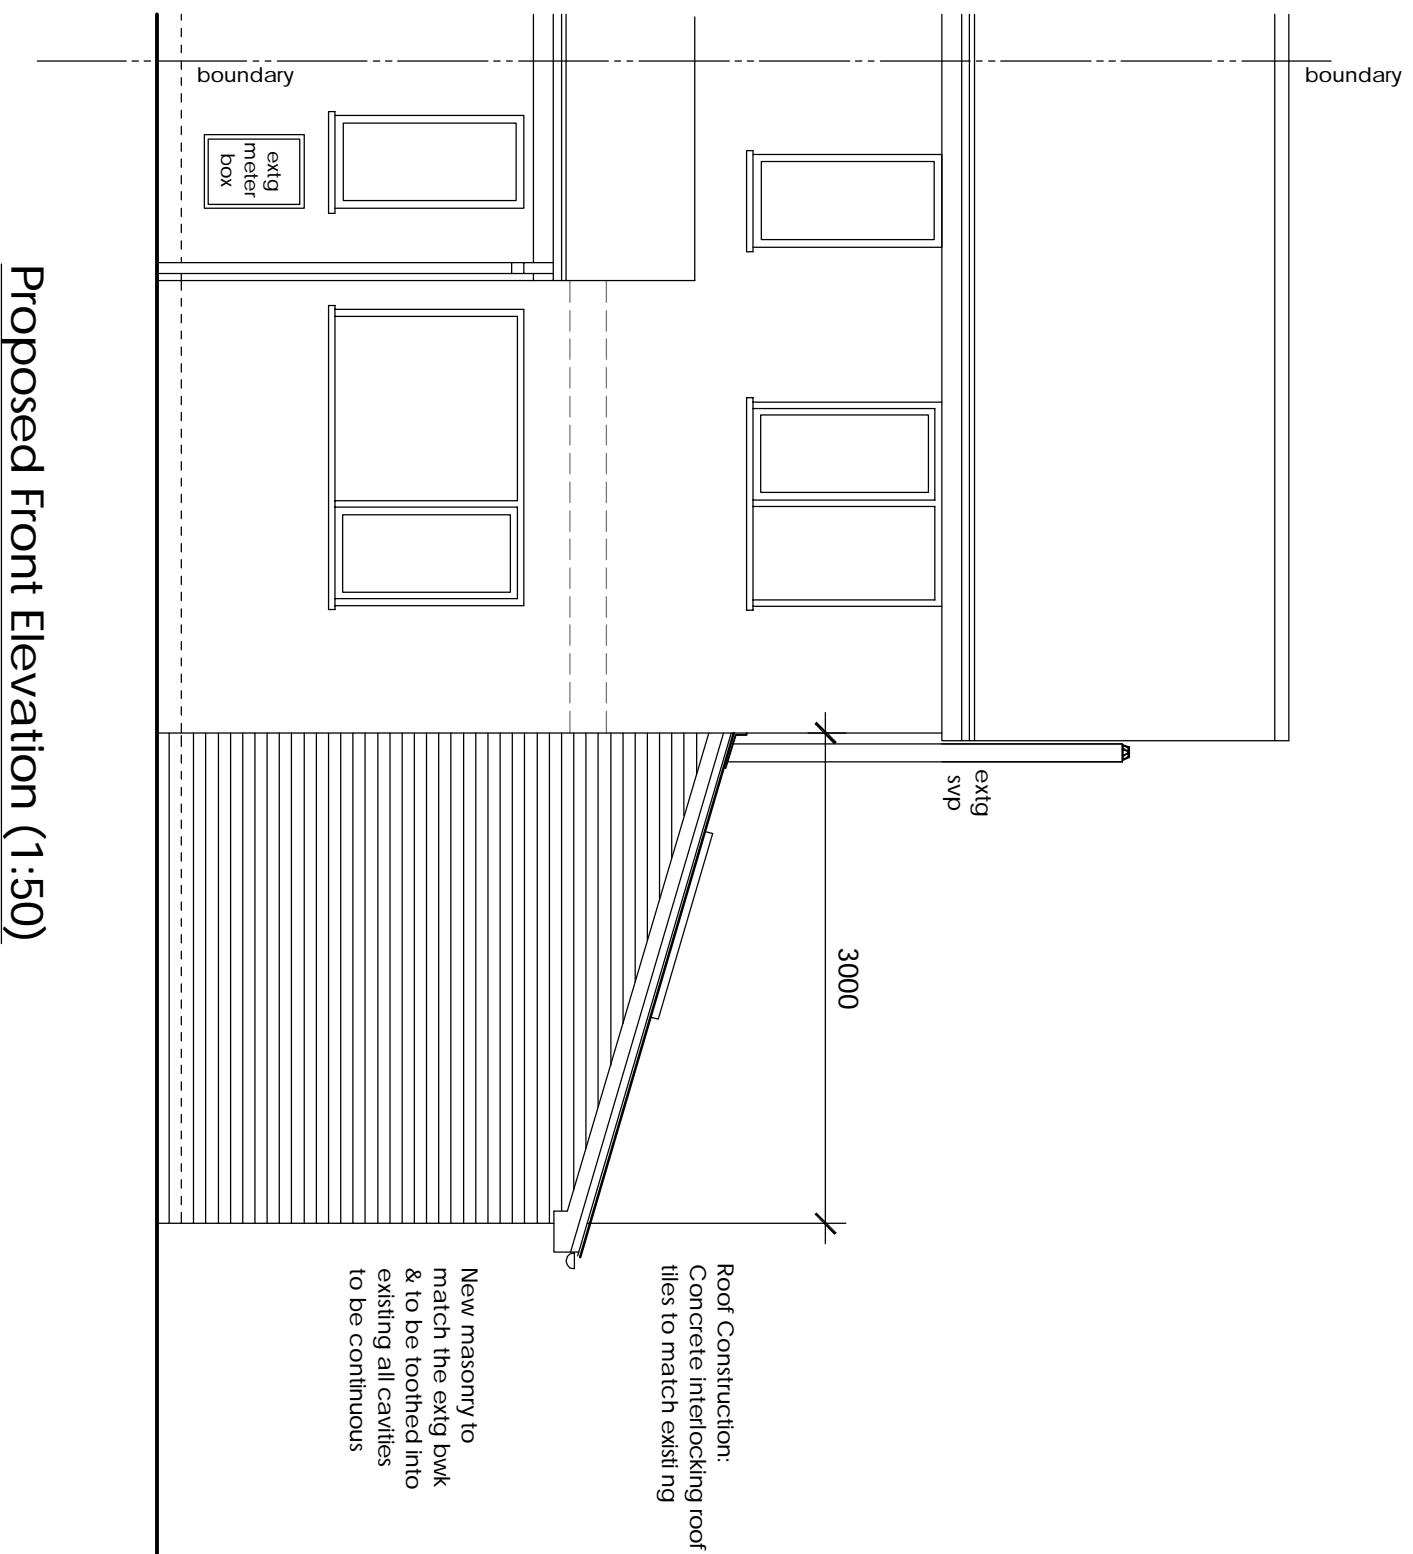 boundary
boundary
extg
meter
box
extg
svp
3000
Roof Construction:
Concrete interlocking roof
tiles to match existing
New masonry to
match the extg bwk
& to be toothed into
existing all cavities
to be continuous
Proposed Front Elevation (1:50)